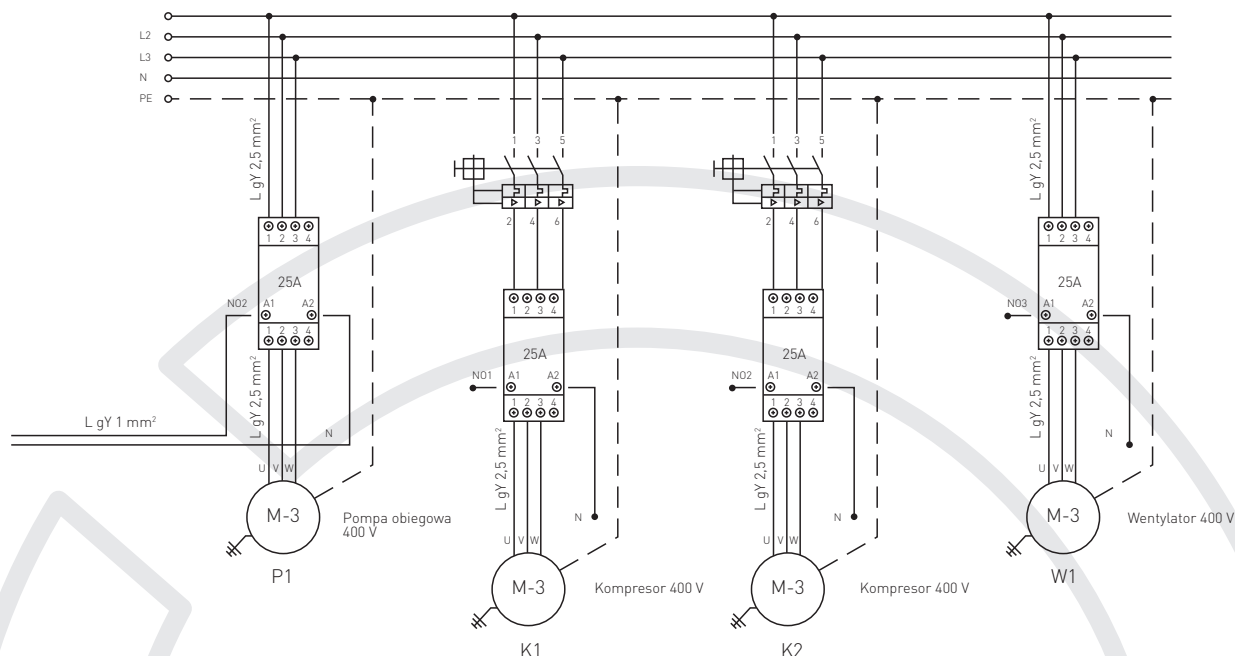 L2
L3
N
PE
L gY 2,5 mm²
1 2 3 4
25A
NO2 A1 A2
1 2 3 4
L gY 2,5 mm²
L gY 1 mm²
N
U V W
M-3
Pompa obiegowa
400 V
P1
1 3 5
2 4 6
1 2 3 4
25A
NO1 A1 A2
1 2 3 4
L gY 2,5 mm²
N
U V W
M-3
Kompresor 400 V
K1
1 3 5
2 4 6
1 2 3 4
25A
NO2 A1 A2
1 2 3 4
L gY 2,5 mm²
N
U V W
M-3
Kompresor 400 V
K2
L gY 2,5 mm²
1 2 3 4
25A
NO3 A1 A2
1 2 3 4
L gY 2,5 mm²
N
U V W
M-3
Wentylator 400 V
W1